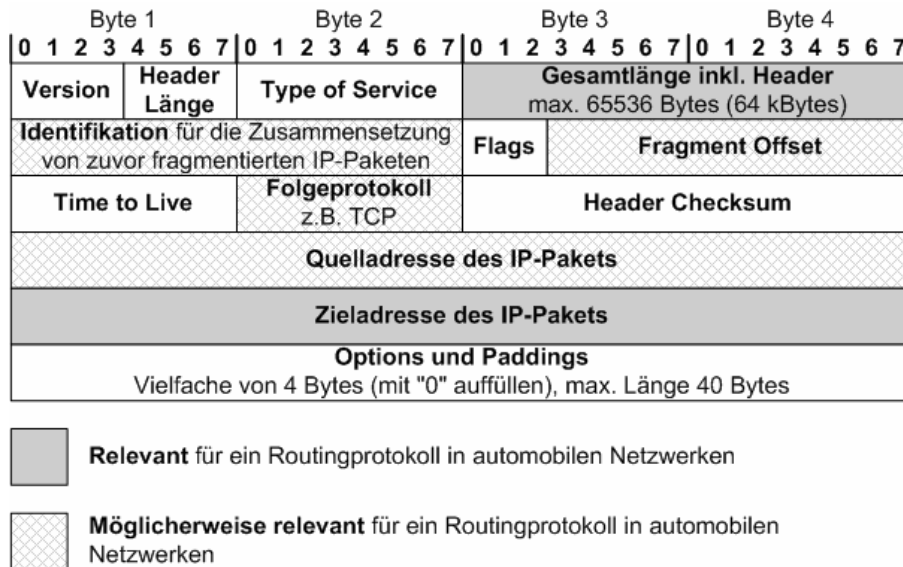 Byte 1 Byte 2 Byte 3 Byte 4
0 1 2 3 4 5 6 7 0 1 2 3 4 5 6 7 0 1 2 3 4 5 6 7 0 1 2 3 4 5 6 7
Version Header Länge Type of Service Gesamtlänge inkl. Header
max. 65536 Bytes (64 kBytes)
Identifikation für die Zusammensetzung
von zuvor fragmentierten IP-Paketen
Flags Fragment Offset
Time to Live Folgeprotokoll
z.B. TCP
Header Checksum
Quelladresse des IP-Pakets
Zieladresse des IP-Pakets
Options und Paddings
Vielfache von 4 Bytes (mit "0" auffüllen), max. Länge 40 Bytes
Relevant für ein Routingprotokoll in automobilen Netzwerken
Möglicherweise relevant für ein Routingprotokoll in automobilen
Netzwerken